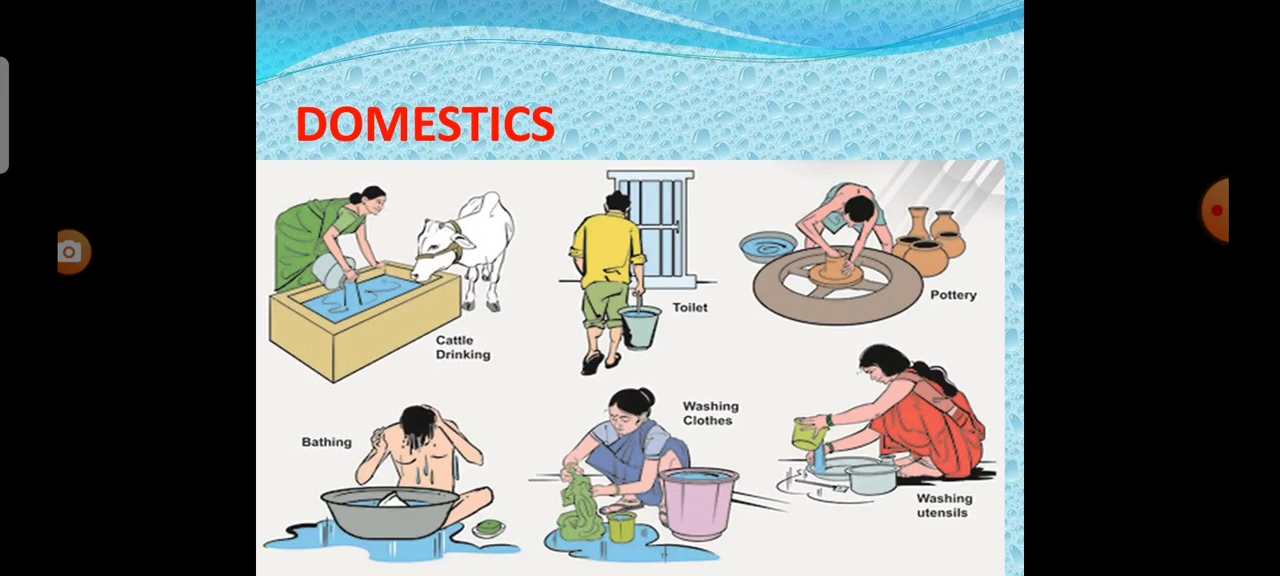 DOMESTICS
Cattle
Drinking
Toilet
Pottery
Bathing
Washing
Clothes
Washing
utensils